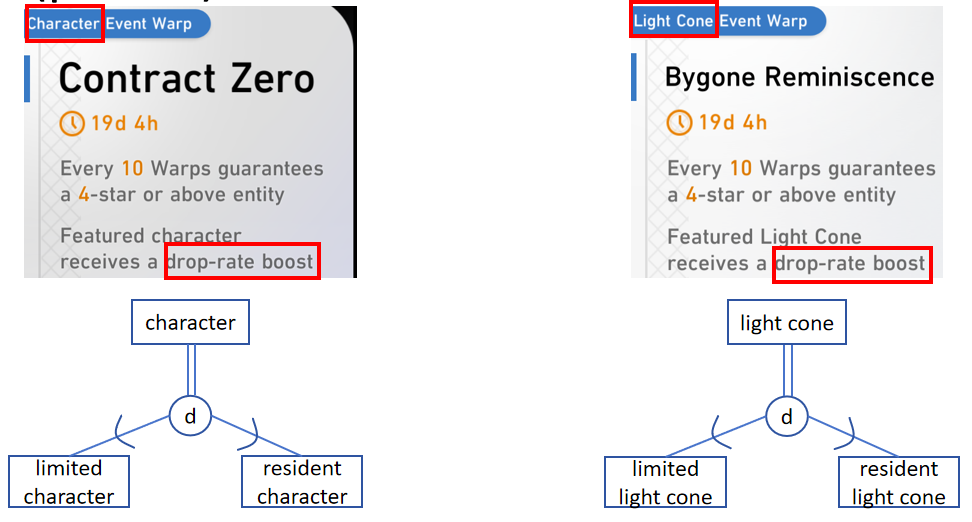 Character Event Warp
Contract Zero
19d 4h
Every 10 Warps guarantees
a 4-star or above entity
Featured character
receives a drop-rate boost
character
d
limited
character
resident
character
Light Cone Event Warp
Bygone Reminiscence
19d 4h
Every 10 Warps guarantees
a 4-star or above entity
Featured Light Cone
receives a drop-rate boost
light cone
d
limited
light cone
resident
light cone